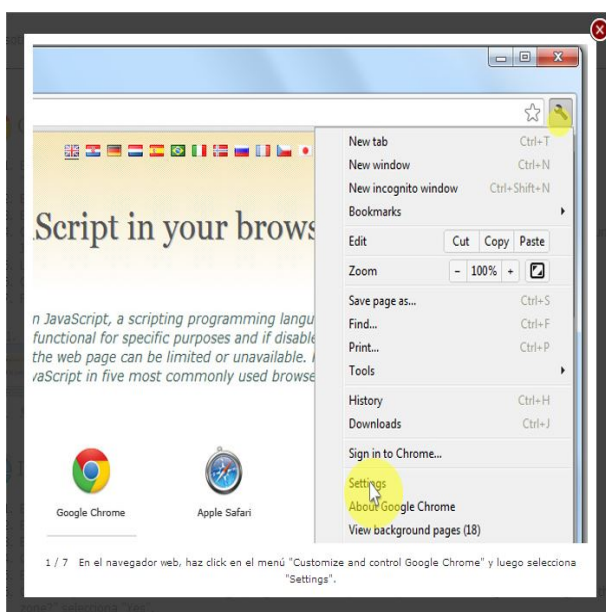 New tab Ctrl+T
New window Ctrl+N
New incognito window Ctrl+Shift+N
Bookmarks
Edit Cut Copy Paste
Zoom - 100% +
Save page as... Ctrl+S
Find... Ctrl+F
Print... Ctrl+P
Tools
History Ctrl+H
Downloads Ctrl+J
Sign in to Chrome...
Settings
About Google Chrome
View background pages (18)
Script in your brows
n JavaScript, a scripting programming langu
functional for specific purposes and if disable
the web page can be limited or unavailable.
vaScript in five most commonly used browse
Google Chrome
Apple Safari
1 / 7 En el navegador web, haz click en el menú "Customize and control Google Chrome" y luego selecciona
"Settings".